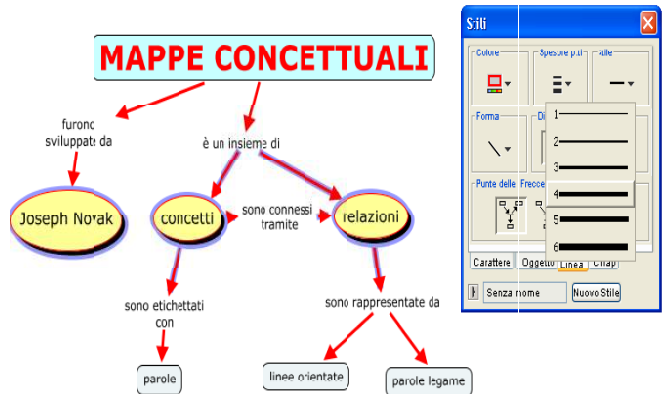 MAPPE CONCETTUALI
furono
sviluppate da
è un insieme di
Joseph Novak
concetti
sono connessi
tramite
relazioni
sono etichettati
con
sono rappresentate da
parole
linee orientate
parole legame
Stili
Colore
Forma
1
2
3
4
5
6
Punte delle Frecce
Carattere Oggetto Linea
Senza nome
Nuovo Stile